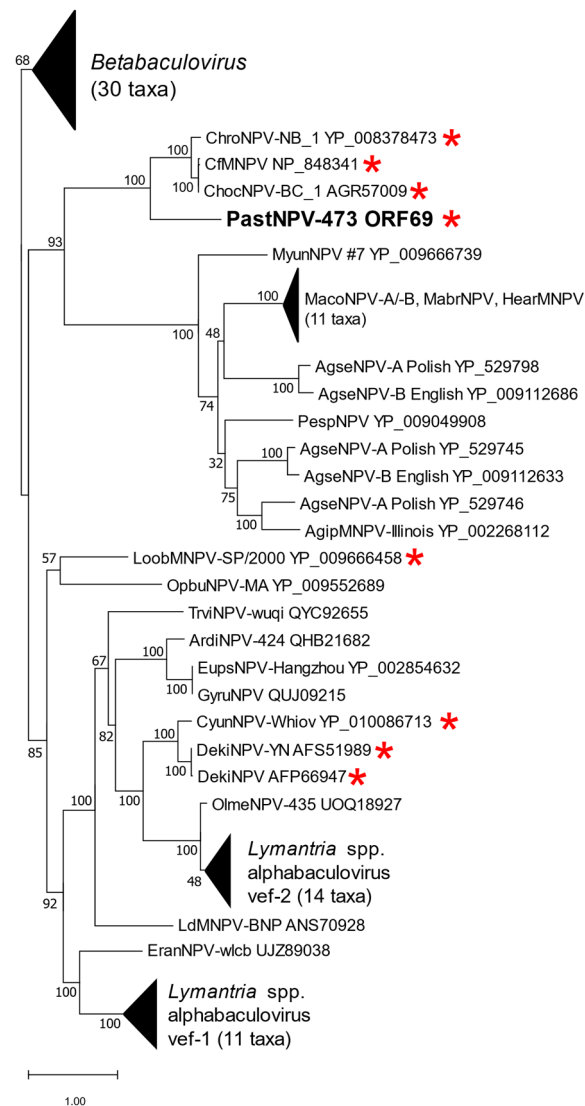 68
Betabaculovirus
(30 taxa)
ChroNPV-NB_1 YP_008378473 *
100
CfMNPV NP_848341 *
100
100
ChocNPV-BC_1 AGR57009 *
PastNPV-473 ORF69 *
93
MyunNPV #7 YP_009666739
100
MacoNPV-A/-B, MabrNPV, HearMNPV
(11 taxa)
100
48
AgseNPV-A Polish YP_529798
100
AgseNPV-B English YP_009112686
74
PespNPV YP_009049908
AgseNPV-A Polish YP_529745
100
32
AgseNPV-B English YP_009112633
75
AgseNPV-A Polish YP_529746
100
AgipMNPV-Illinois YP_002268112
LoobMNPV-SP/2000 YP_009666458 *
57
OpbuNPV-MA YP_009552689
TrviNPV-wuqi QYC92655
ArdiNPV-424 QHB21682
100
67
EupsNPV-Hangzhou YP_002854632
100
GyruNPV QUJ09215
CyunNPV-Whiov YP_010086713 *
82
100
85
DekiNPV-YN AFS51989 *
100
DekiNPV AFP66947 *
100
100
OlmeNPV-435 UOQ18927
100
Lymantria spp.
alphabaculovirus
vef-2 (14 taxa)
48
92
LdMNPV-BNP ANS70928
EranNPV-wlcb UJZ89038
100
Lymantria spp.
alphabaculovirus
vef-1 (11 taxa)
100
1.00